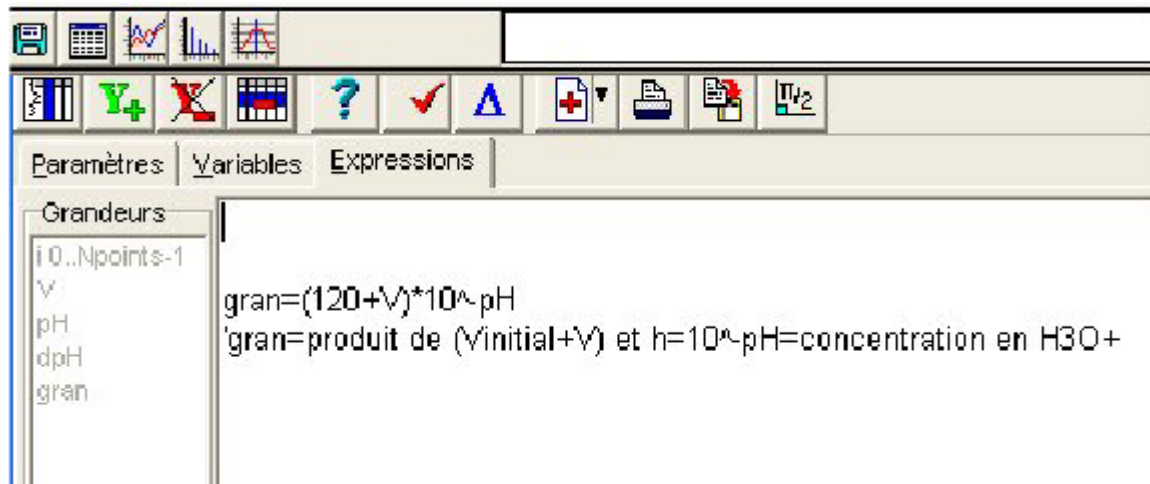 π/2
Paramètres Variables Expressions
Grandeurs
i 0..Npoints-1
V
pH
dpH
gran
gran=(120+V)*10^-pH
'gran=produit de (Vinitial+V) et h=10^-pH=concentration en H3O+